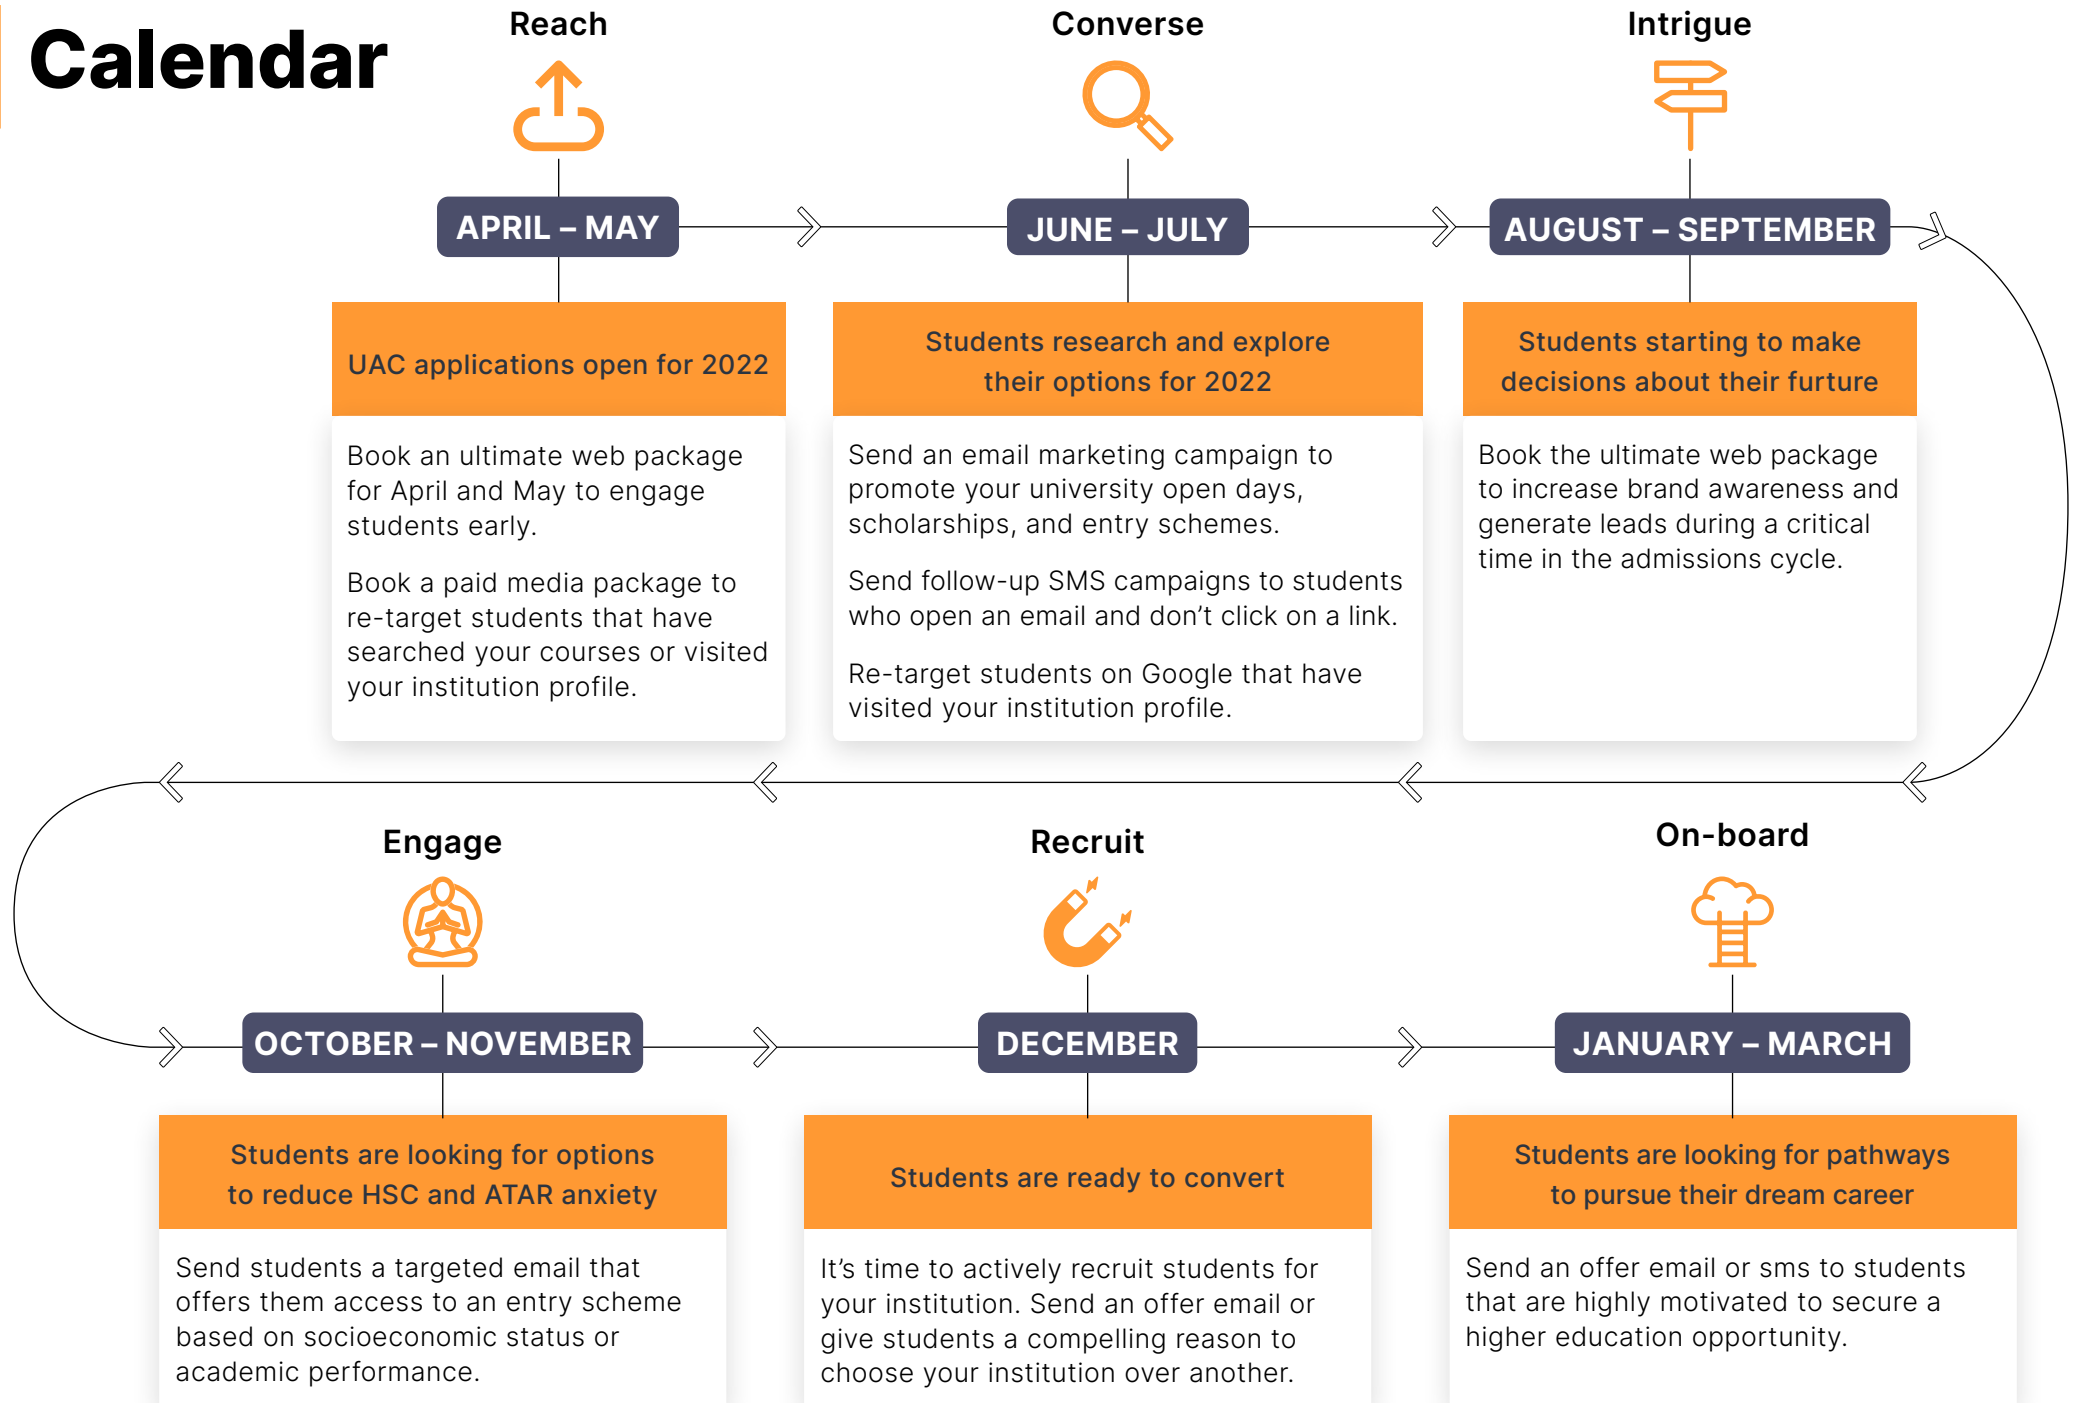 Calendar
Reach
APRIL – MAY
UAC applications open for 2022
Book an ultimate web package
for April and May to engage
students early.
Book a paid media package to
re-target students that have
searched your courses or visited
your institution profile.
Converse
JUNE – JULY
Students research and explore
their options for 2022
Send an email marketing campaign to
promote your university open days,
scholarships, and entry schemes.
Send follow-up SMS campaigns to students
who open an email and don’t click on a link.
Re-target students on Google that have
visited your institution profile.
Intrigue
AUGUST – SEPTEMBER
Students starting to make
decisions about their furture
Book the ultimate web package
to increase brand awareness and
generate leads during a critical
time in the admissions cycle.
Engage
OCTOBER – NOVEMBER
Students are looking for options
to reduce HSC and ATAR anxiety
Send students a targeted email that
offers them access to an entry scheme
based on socioeconomic status or
academic performance.
Recruit
DECEMBER
Students are ready to convert
It’s time to actively recruit students for
your institution. Send an offer email or
give students a compelling reason to
choose your institution over another.
On-board
JANUARY – MARCH
Students are looking for pathways
to pursue their dream career
Send an offer email or sms to students
that are highly motivated to secure a
higher education opportunity.